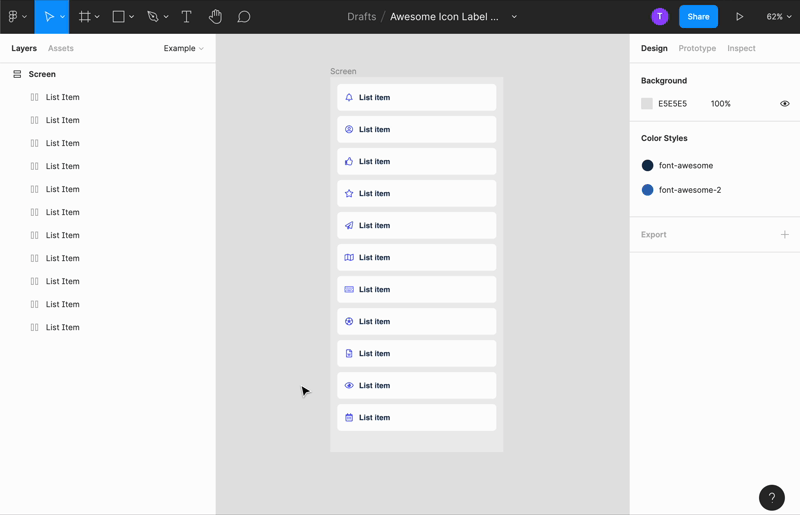 Drafts / Awesome Icon Label ...
T
Share
62%
Layers
Assets
Example
Design
Prototype
Inspect
Screen
List Item
List Item
List Item
List Item
List Item
List Item
List Item
List Item
List Item
List Item
List Item
Screen
List item
List item
List item
List item
List item
List item
List item
List item
List item
List item
List item
Background
E5E5E5 100%
Color Styles
font-awesome
font-awesome-2
Export
?